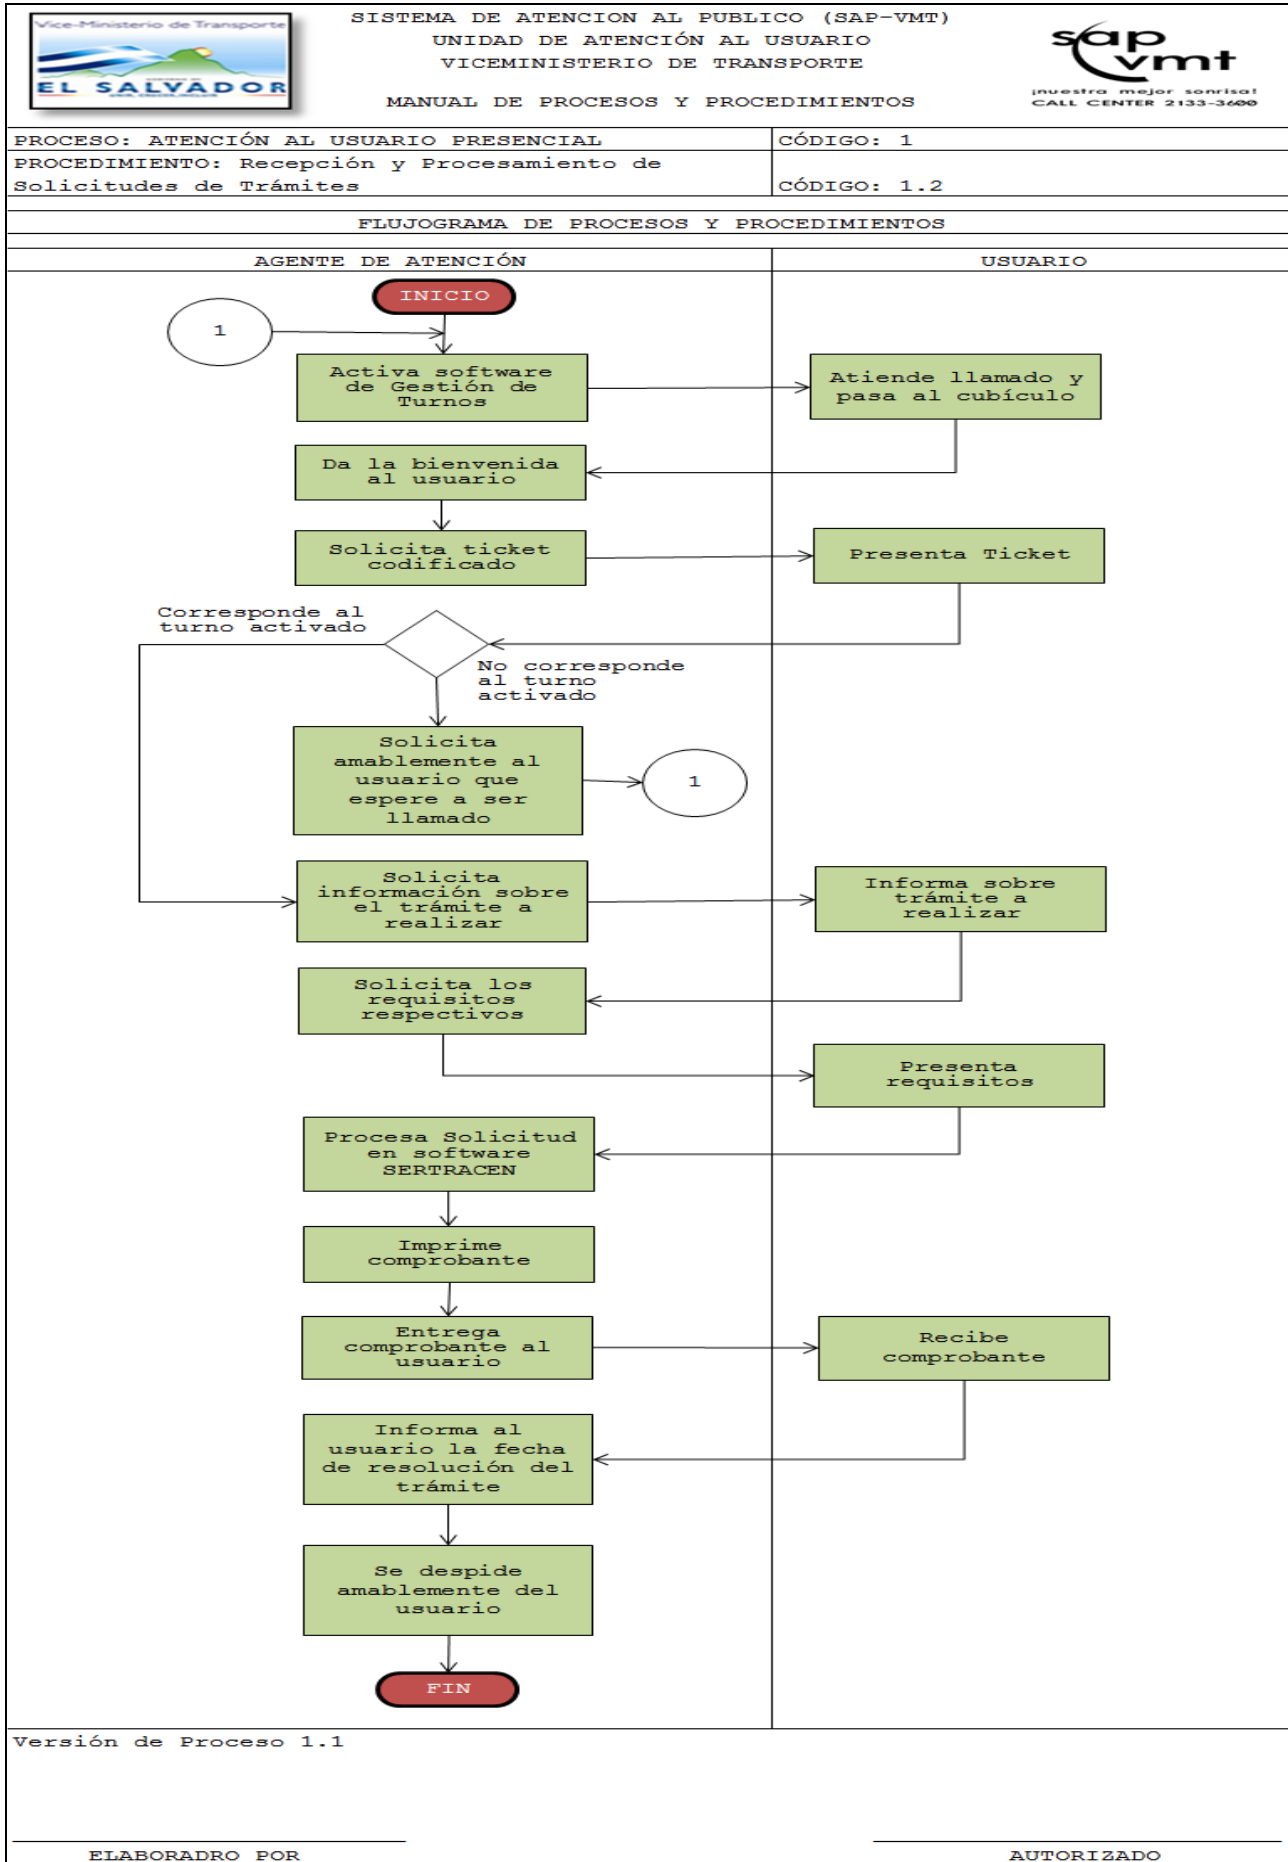 Vice-Ministerio de Transporte
EL SALVADOR
SISTEMA DE ATENCION AL PUBLICO (SAP-VMT)
UNIDAD DE ATENCIÓN AL USUARIO
VICEMINISTERIO DE TRANSPORTE
MANUAL DE PROCESOS Y PROCEDIMIENTOS
sap
vmt
¡nuestra mejor sonrisa!
CALL CENTER 2133-3600
PROCESO: ATENCIÓN AL USUARIO PRESENCIAL
CÓDIGO: 1
PROCEDIMIENTO: Recepción y Procesamiento de
Solicitudes de Trámites
CÓDIGO: 1.2
FLUJOGRAMA DE PROCESOS Y PROCEDIMIENTOS
AGENTE DE ATENCIÓN
USUARIO
INICIO
1
Activa software
de Gestión de
Turnos
Atiende llamado y
pasa al cubículo
Da la bienvenida
al usuario
Solicita ticket
codificado
Presenta Ticket
Corresponde al
turno activado
No corresponde
al turno
activado
Solicita
amablemente al
usuario que
espere a ser
llamado
1
Solicita
información sobre
el trámite a
realizar
Informa sobre
trámite a
realizar
Solicita los
requisitos
respectivos
Presenta
requisitos
Procesa Solicitud
en software
SERTRACEN
Imprime
comprobante
Entrega
comprobante al
usuario
Recibe
comprobante
Informa al
usuario la fecha
de resolución del
trámite
Se despide
amablemente del
usuario
FIN
Versión de Proceso 1.1
ELABORADRO POR
AUTORIZADO